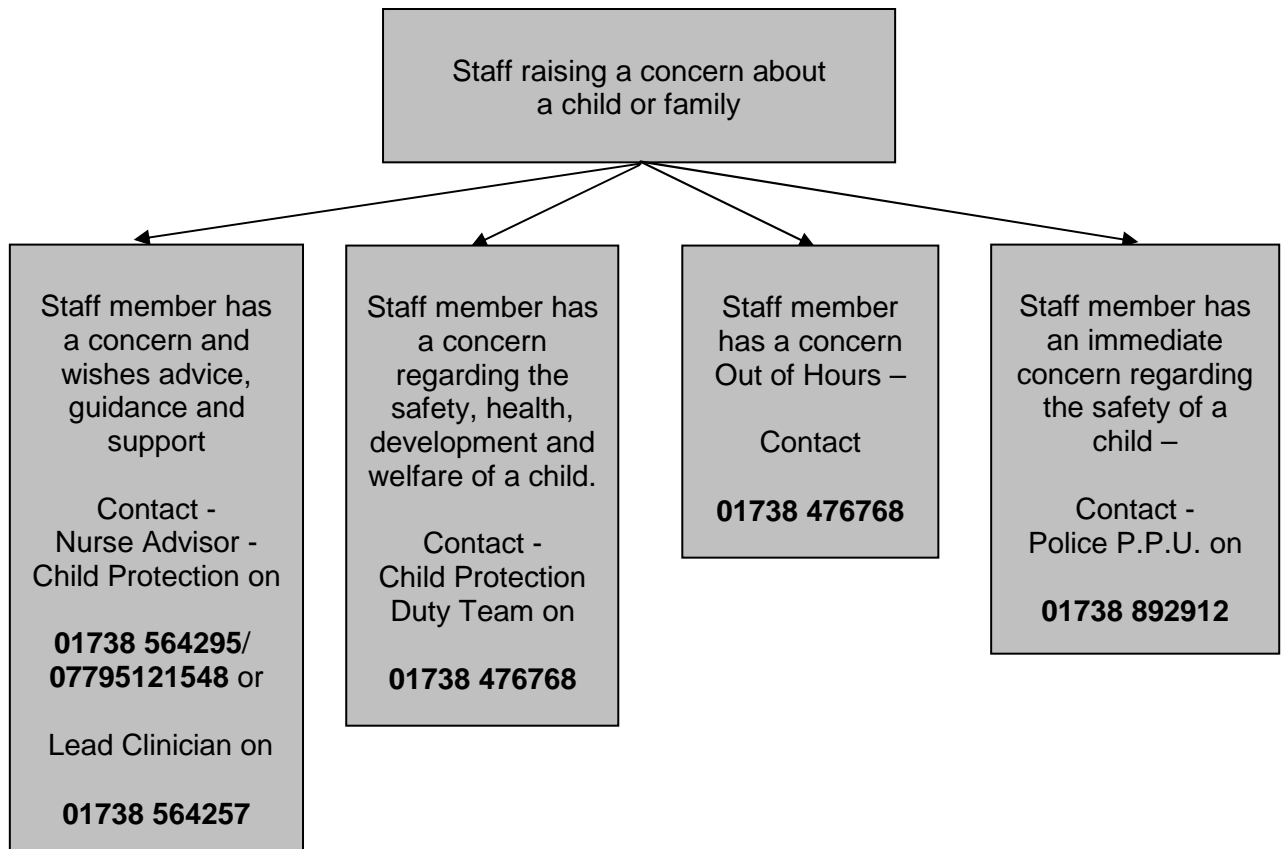 Staff raising a concern about
a child or family
Staff member has
a concern and
wishes advice,
guidance and
support
Contact -
Nurse Advisor -
Child Protection on
01738 564295/
07795121548 or
Lead Clinician on
01738 564257
Staff member has
a concern
regarding the
safety, health,
development and
welfare of a child.
Contact -
Child Protection
Duty Team on
01738 476768
Staff member
has a concern
Out of Hours –
Contact
01738 476768
Staff member has
an immediate
concern regarding
the safety of a
child –
Contact -
Police P.P.U. on
01738 892912